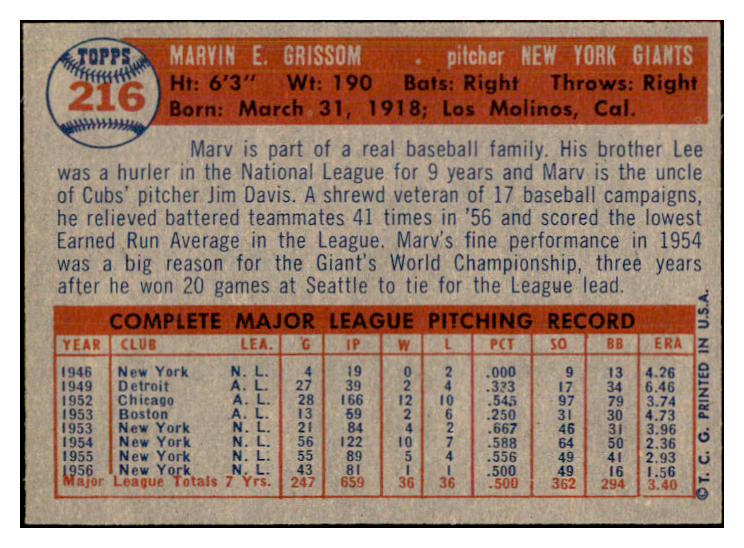 TOPPS
216
MARVIN E. GRISSOM . pitcher NEW YORK GIANTS
Ht: 6'3" Wt: 190 Bats: Right Throws: Right
Born: March 31, 1918; Los Molinos, Cal.
Marv is part of a real baseball family. His brother Lee
was a hurler in the National League for 9 years and Marv is the uncle
of Cubs' pitcher Jim Davis. A shrewd veteran of 17 baseball campaigns,
he relieved battered teammates 41 times in '56 and scored the lowest
Earned Run Average in the League. Marv's fine performance in 1954
was a big reason for the Giant's World Championship, three years
after he won 20 games at Seattle to tie for the League lead.
COMPLETE MAJOR LEAGUE PITCHING RECORD
YEAR CLUB LEA. G IP W L PCT SO BB ERA
1946 New York N. L. 4 19 0 2 .000 9 13 4.26
1949 Detroit A. L. 27 39 2 4 .333 17 34 6.46
1952 Chicago A. L. 28 166 12 10 .545 97 79 3.74
1953 Boston A. L. 13 59 2 6 .250 31 30 4.73
1953 New York N. L. 21 84 4 2 .667 46 31 3.96
1954 New York N. L. 56 122 10 7 .588 64 50 2.36
1955 New York N. L. 55 89 5 4 .556 49 41 2.93
1956 New York N. L. 43 81 1 1 .500 49 16 1.56
Major League Totals 7 Yrs. 247 659 36 36 .500 362 294 3.40
© T. C. G. PRINTED IN U.S.A.